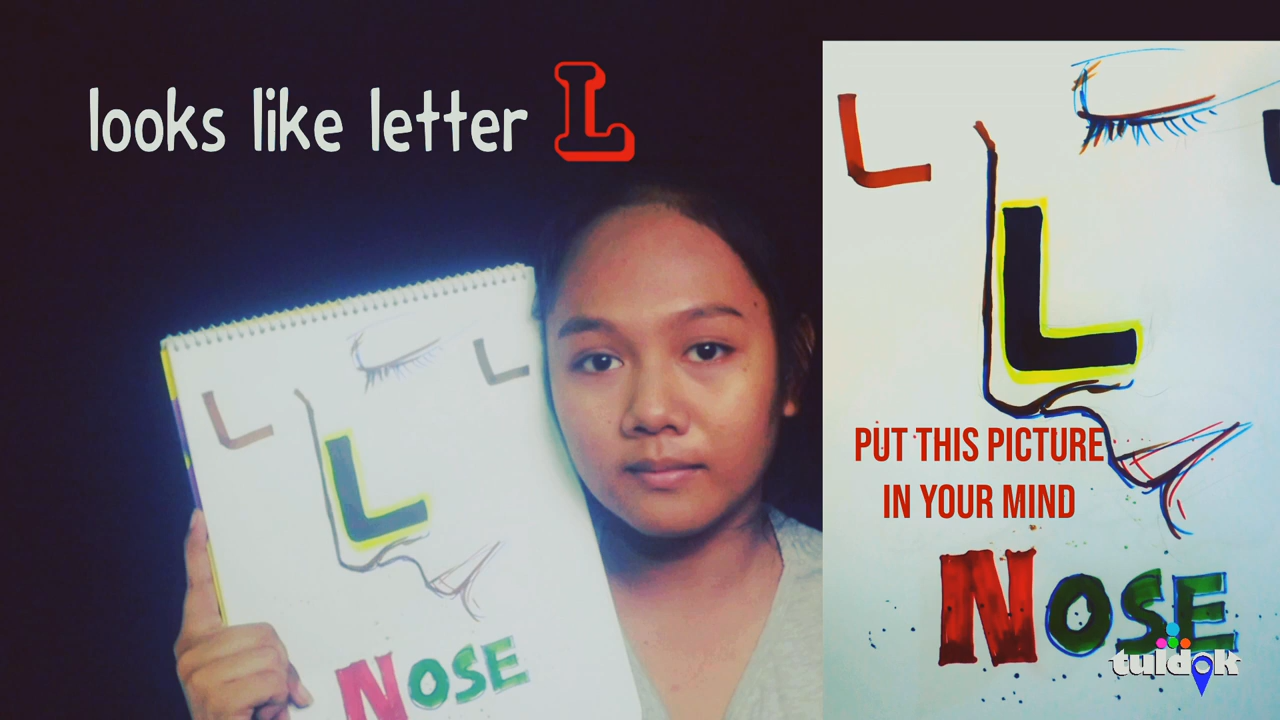 looks like letter L
L
L
L
NOSE
L
L
PUT THIS PICTURE
IN YOUR MIND
NOSE
tuldok